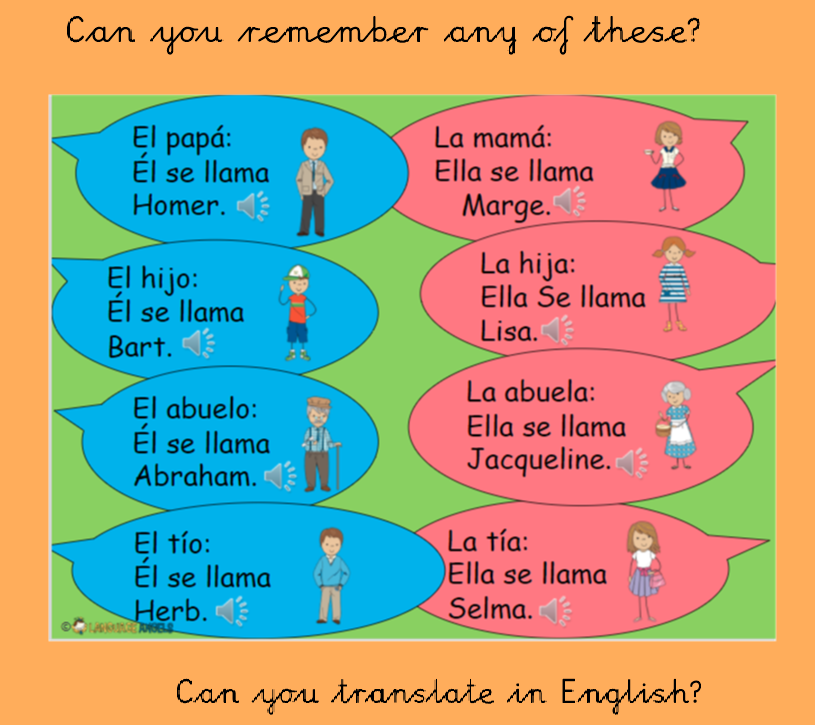 Can you remember any of these?
El papá:
Él se llama
Homer.
La mamá:
Ella se llama
Marge.
El hijo:
Él se llama
Bart.
La hija:
Ella Se llama
Lisa.
El abuelo:
Él se llama
Abraham.
La abuela:
Ella se llama
Jacqueline.
El tío:
Él se llama
Herb.
La tía:
Ella se llama
Selma.
©
ANGELS
Can you translate in English?